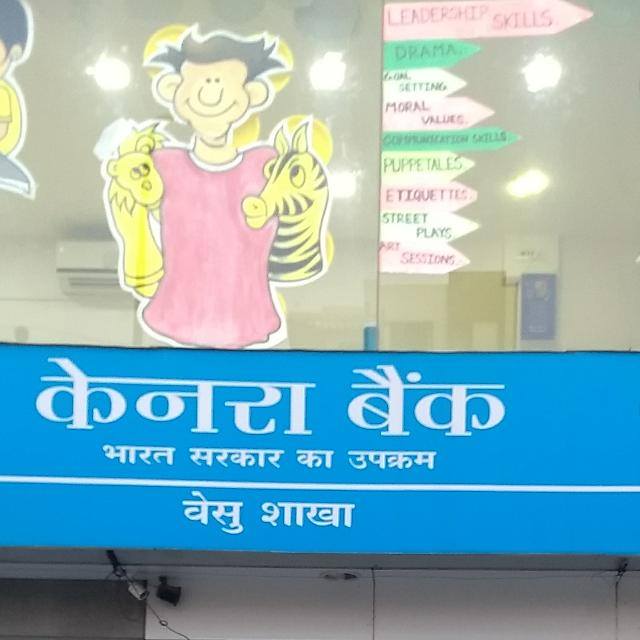 LEADERSHIP SKILLS.
DRAMA.
GOAL
SETTING
MORAL
VALUES.
COMMUNICATION SKILLS.
PUPPETALES.
ETIQUETTES.
STREET
PLAYS.
ART
SESSIONS.
केनरा बैंक
भारत सरकार का उपक्रम
वेसु शाखा